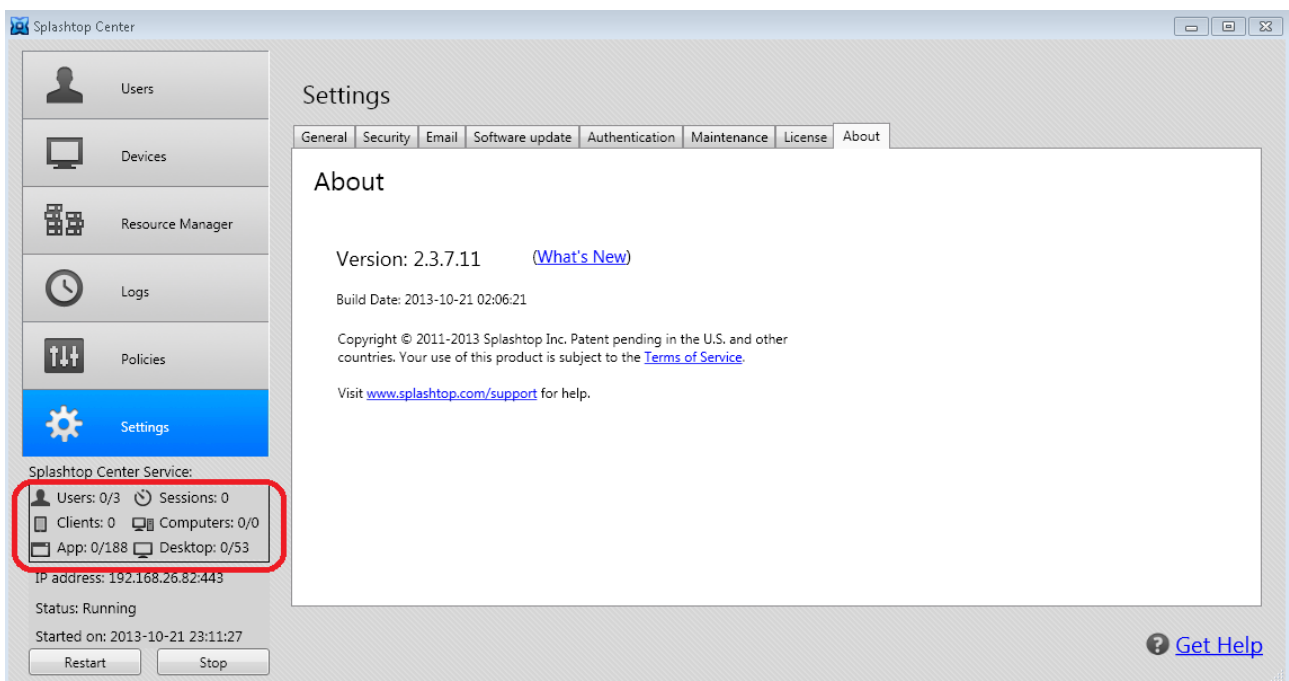 Splashtop Center
Users
Devices
Resource Manager
Logs
Policies
Settings
Splashtop Center Service:
Users: 0/3 Sessions: 0
Clients: 0 Computers: 0/0
App: 0/188 Desktop: 0/53
IP address: 192.168.26.82:443
Status: Running
Started on: 2013-10-21 23:11:27
Restart Stop
Settings
General Security Email Software update Authentication Maintenance License About
About
Version: 2.3.7.11 (What's New)
Build Date: 2013-10-21 02:06:21
Copyright © 2011-2013 Splashtop Inc. Patent pending in the U.S. and other
countries. Your use of this product is subject to the Terms of Service.
Visit www.splashtop.com/support for help.
Get Help